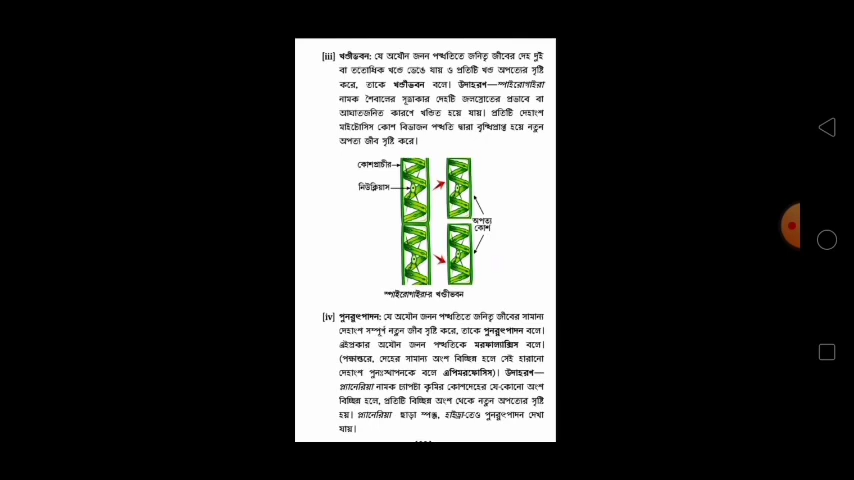 [iii] খণ্ডীভবন: যে অযৌন জনন পদ্ধতিতে জনিতৃ জীবের দেহ দুই
বা ততোধিক খণ্ডে ভেঙে যায় ও প্রতিটি খণ্ড অপত্যের সৃষ্টি
করে, তাকে খণ্ডীভবন বলে। উদাহরণ—স্পাইরোগাইরা
নামক শৈবালের সূত্রাকার দেহটি জলস্রোতের প্রভাবে বা
আঘাতজনিত কারণে খণ্ডিত হয়ে যায়। প্রতিটি দেহাংশ
মাইটোসিস কোশ বিভাজন পদ্ধতি দ্বারা বৃদ্ধিপ্রাপ্ত হয়ে নতুন
অপত্য জীব সৃষ্টি করে।
কোশপ্রাচীর
নিউক্লিয়াস
অপত্য
কোশ
স্পাইরোগাইরা-র খণ্ডীভবন
[iv] পুনরুৎপাদন: যে অযৌন জনন পদ্ধতিতে জনিতৃ জীবের সামান্য
দেহাংশ সম্পূর্ণ নতুন জীব সৃষ্টি করে, তাকে পুনরুৎপাদন বলে।
এইপ্রকার অযৌন জনন পদ্ধতিকে মরফাল্যাক্সিস বলে।
(পক্ষান্তরে, দেহের সামান্য অংশ বিচ্ছিন্ন হলে সেই হারানো
দেহাংশ পুনঃস্থাপনকে বলে এপিমরফোসিস)। উদাহরণ—
প্ল্যানেরিয়া নামক চ্যাপটা কৃমির কোশদেহের যে-কোনো অংশ
বিচ্ছিন্ন হলে, প্রতিটি বিচ্ছিন্ন অংশ থেকে নতুন অপত্যের সৃষ্টি
হয়। প্ল্যানেরিয়া ছাড়া স্পঞ্জ, হাইড্রা-তেও পুনরুৎপাদন দেখা
যায়।